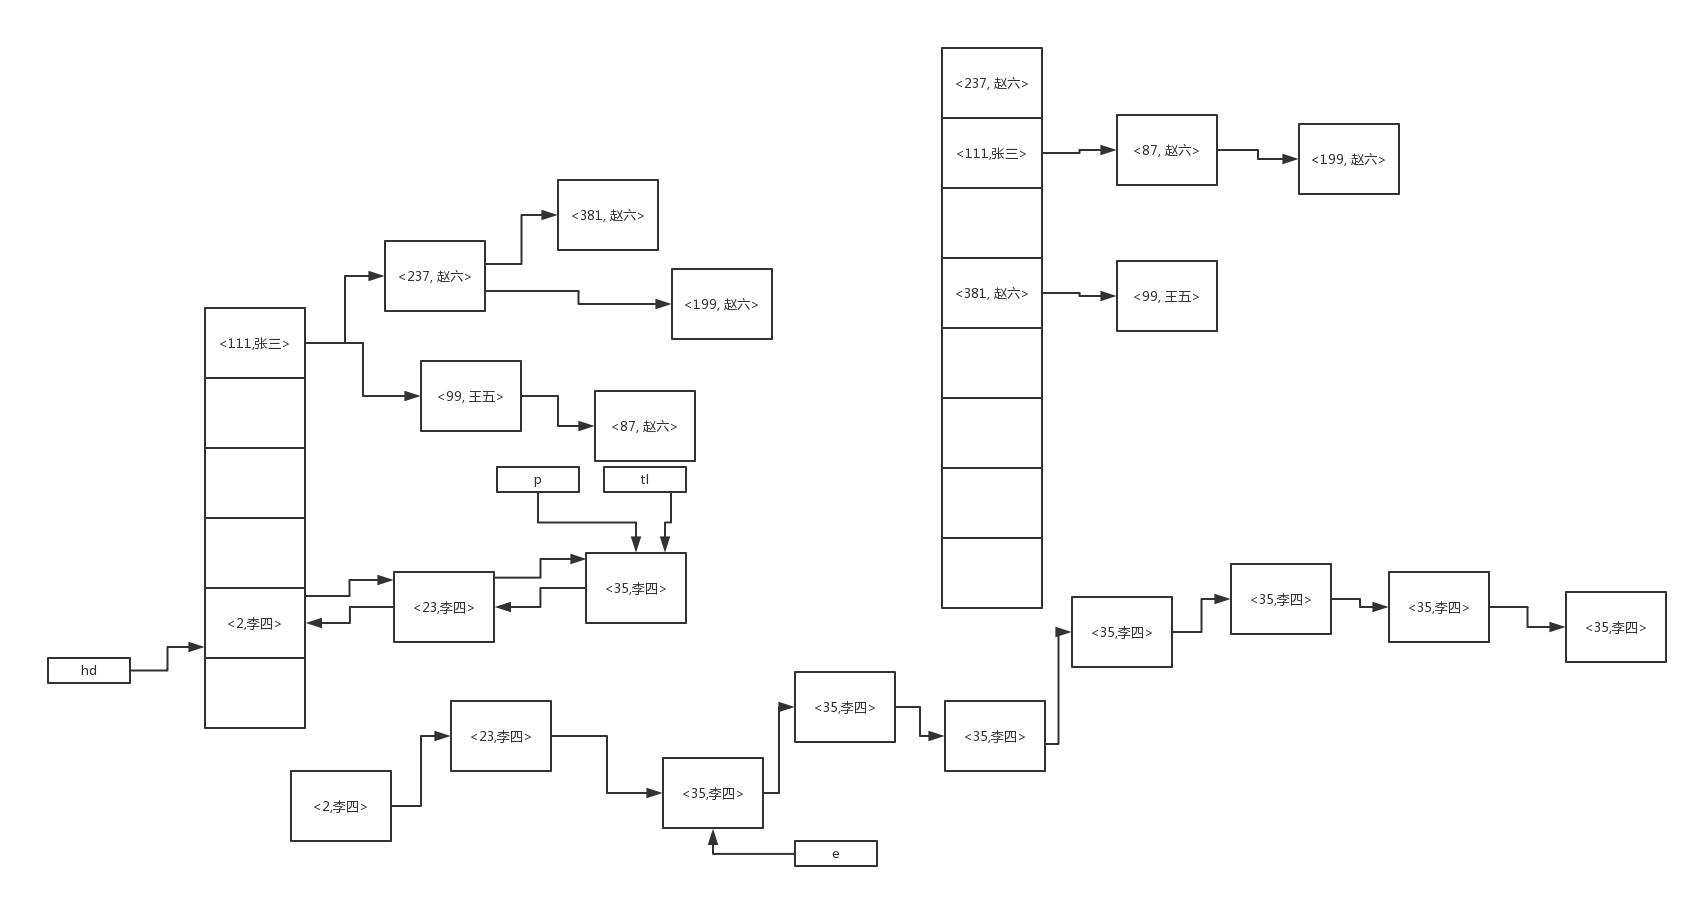 <237, 赵六>
<111,张三>
<87, 赵六>
<199, 赵六>
<381, 赵六>
<99, 王五>
<381, 赵六>
<237, 赵六>
<199, 赵六>
<111,张三>
<99, 王五>
<87, 赵六>
p
tl
<35,李四>
<23,李四>
<2,李四>
hd
<2,李四>
<23,李四>
<35,李四>
e
<35,李四>
<35,李四>
<35,李四>
<35,李四>
<35,李四>
<35,李四>